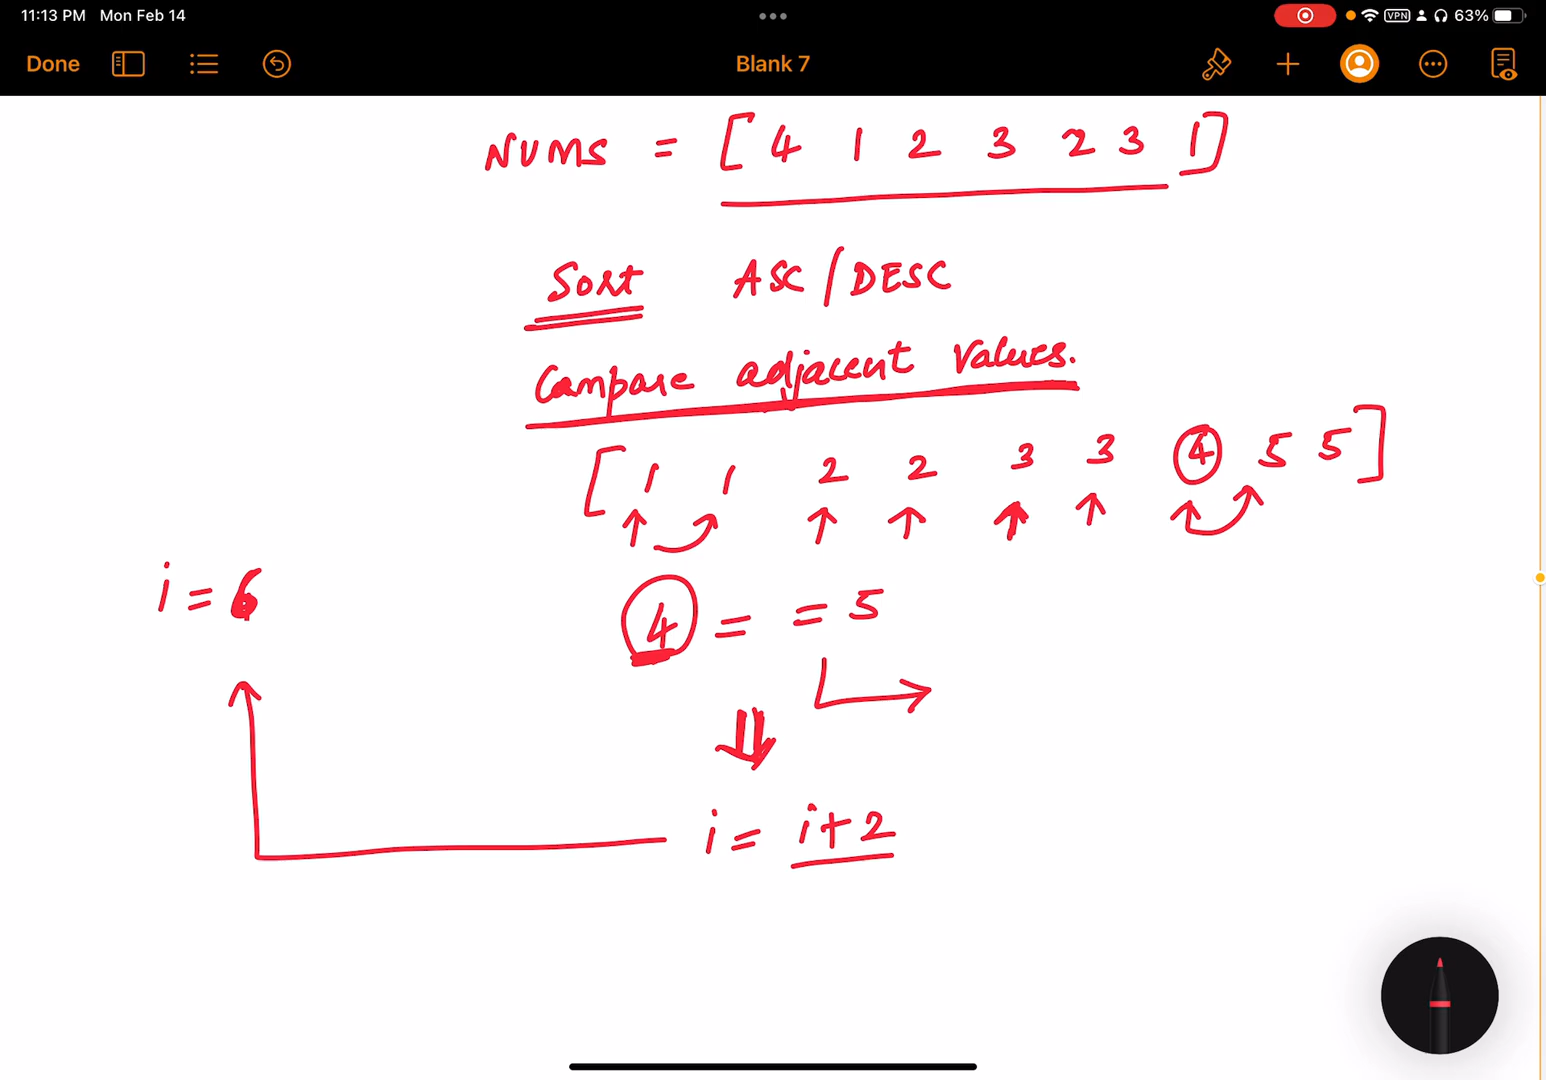 11:13 PM Mon Feb 14 VPN 63%
Done Blank 7
NUMS = [ 4 1 2 3 2 3 1 ]
Sort ASC / DESC
Compare adjacent values.
[ 1 1 2 2 3 3 4 5 5 ]
i = 6
4 = = 5
i = i + 2